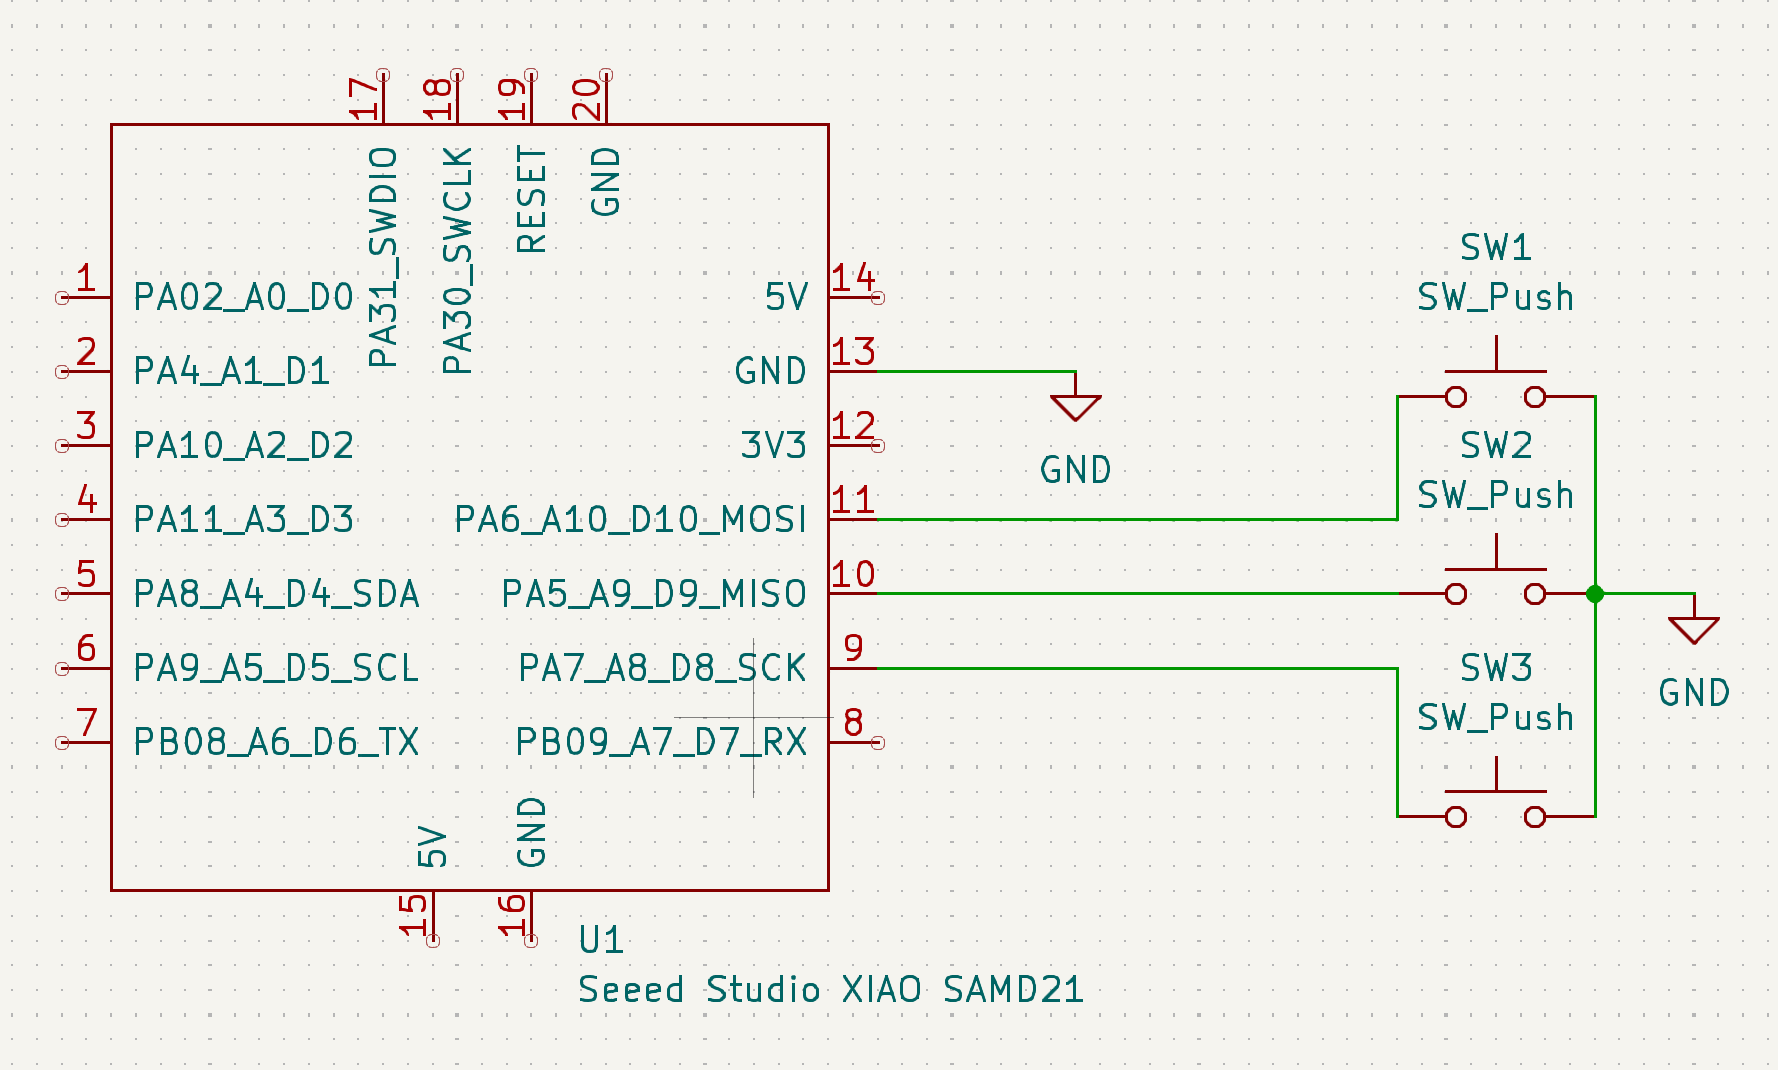 17
18
19
20
PA31_SWDIO
PA30_SWCLK
RESET
GND
1
PA02_A0_D0
2
PA4_A1_D1
3
PA10_A2_D2
4
PA11_A3_D3
5
PA8_A4_D4_SDA
6
PA9_A5_D5_SCL
7
PB08_A6_D6_TX
5V
14
GND
13
3V3
12
PA6_A10_D10_MOSI
11
PA5_A9_D9_MISO
10
PA7_A8_D8_SCK
9
PB09_A7_D7_RX
8
5V
GND
15
16
U1
Seeed Studio XIAO SAMD21
GND
SW1
SW_Push
SW2
SW_Push
SW3
SW_Push
GND